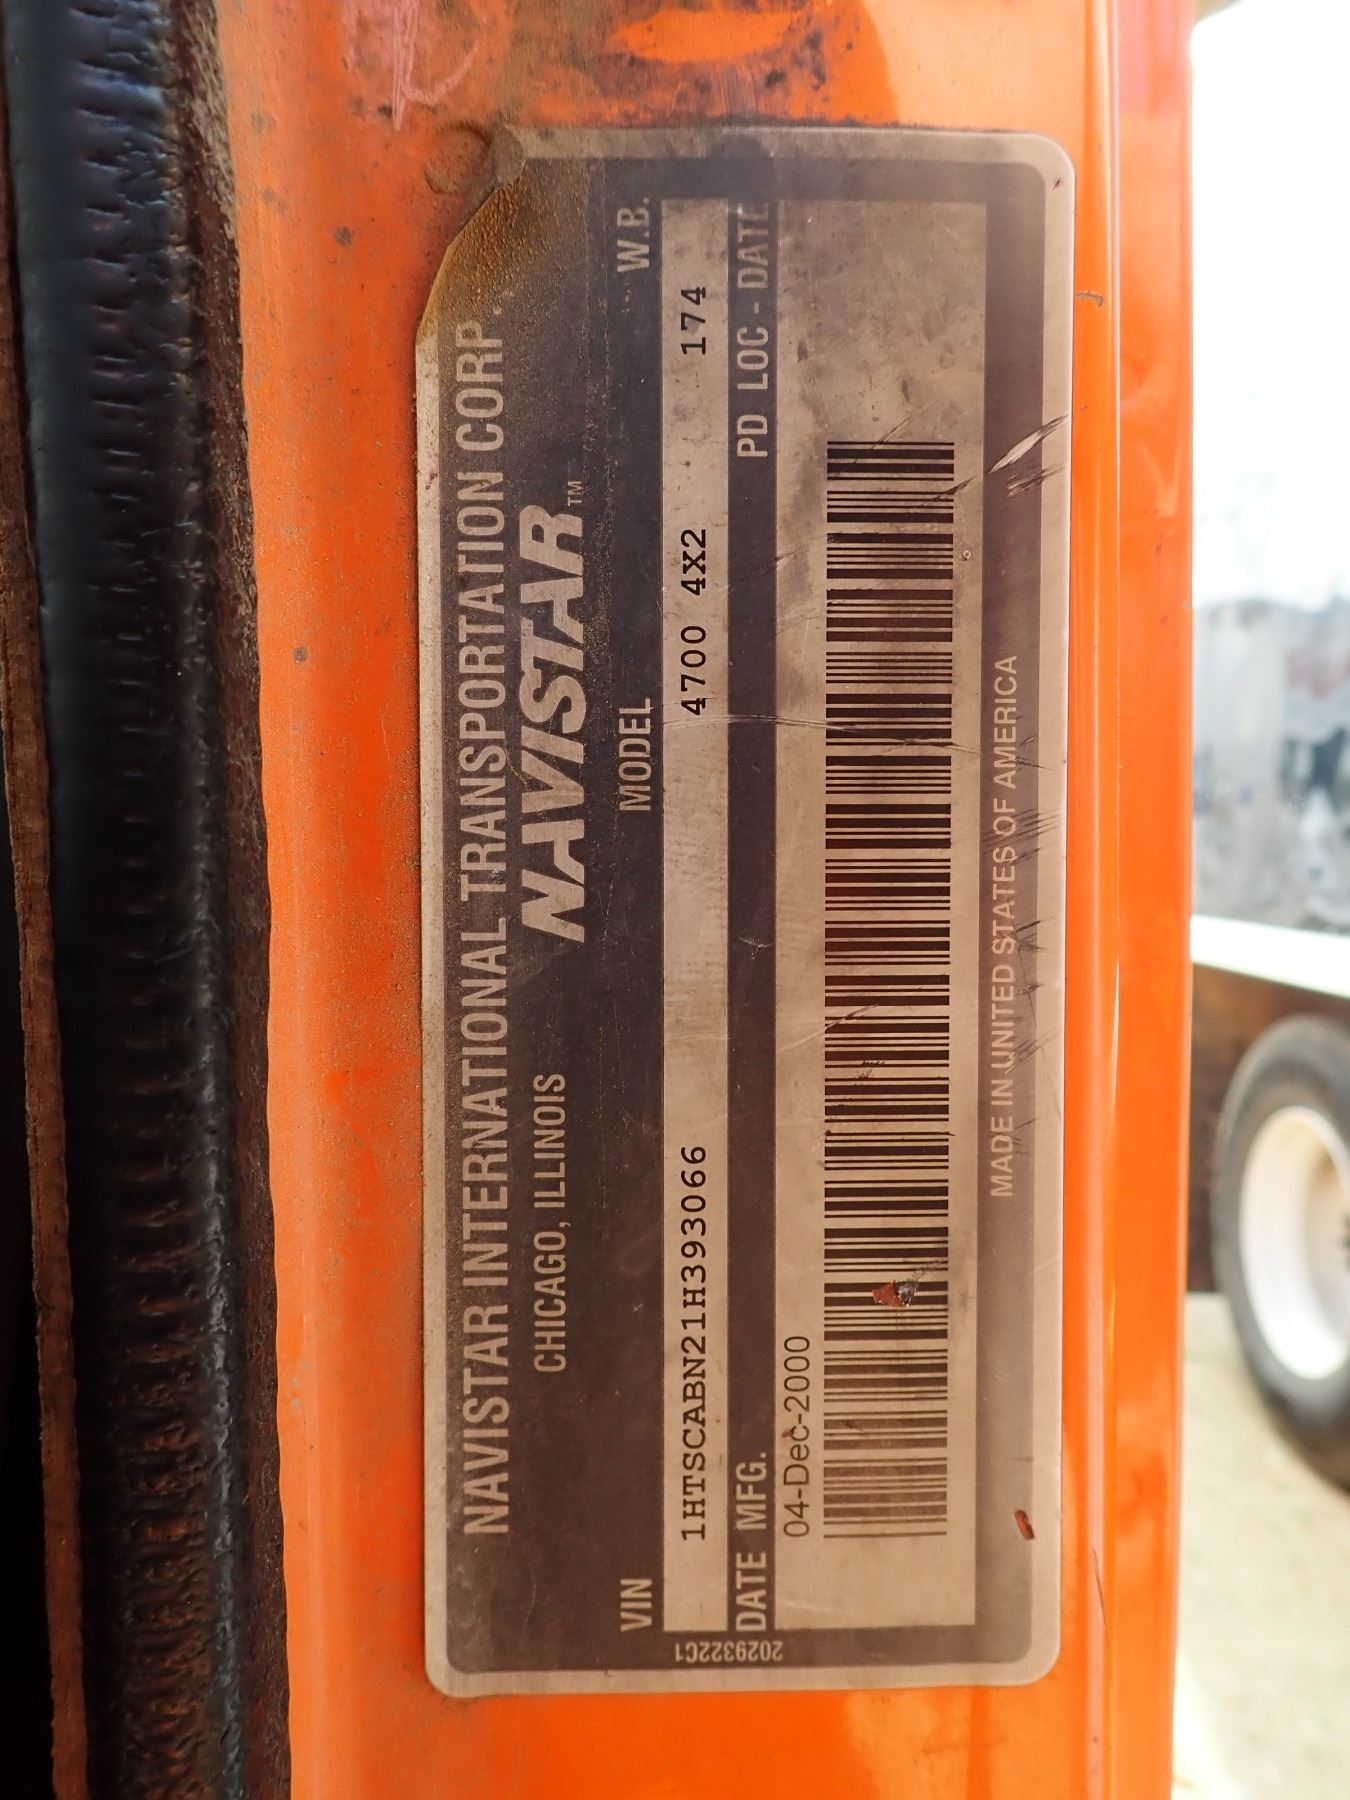 NAVISTAR INTERNATIONAL TRANSPORTATION CORP.
CHICAGO, ILLINOIS NAVISTAR™
VIN MODEL W.B.
1HTSCABN21H393066 4700 4X2 174
DATE MFG. PD LOC - DATE
04-Dec-2000
MADE IN UNITED STATES OF AMERICA
2029322C1